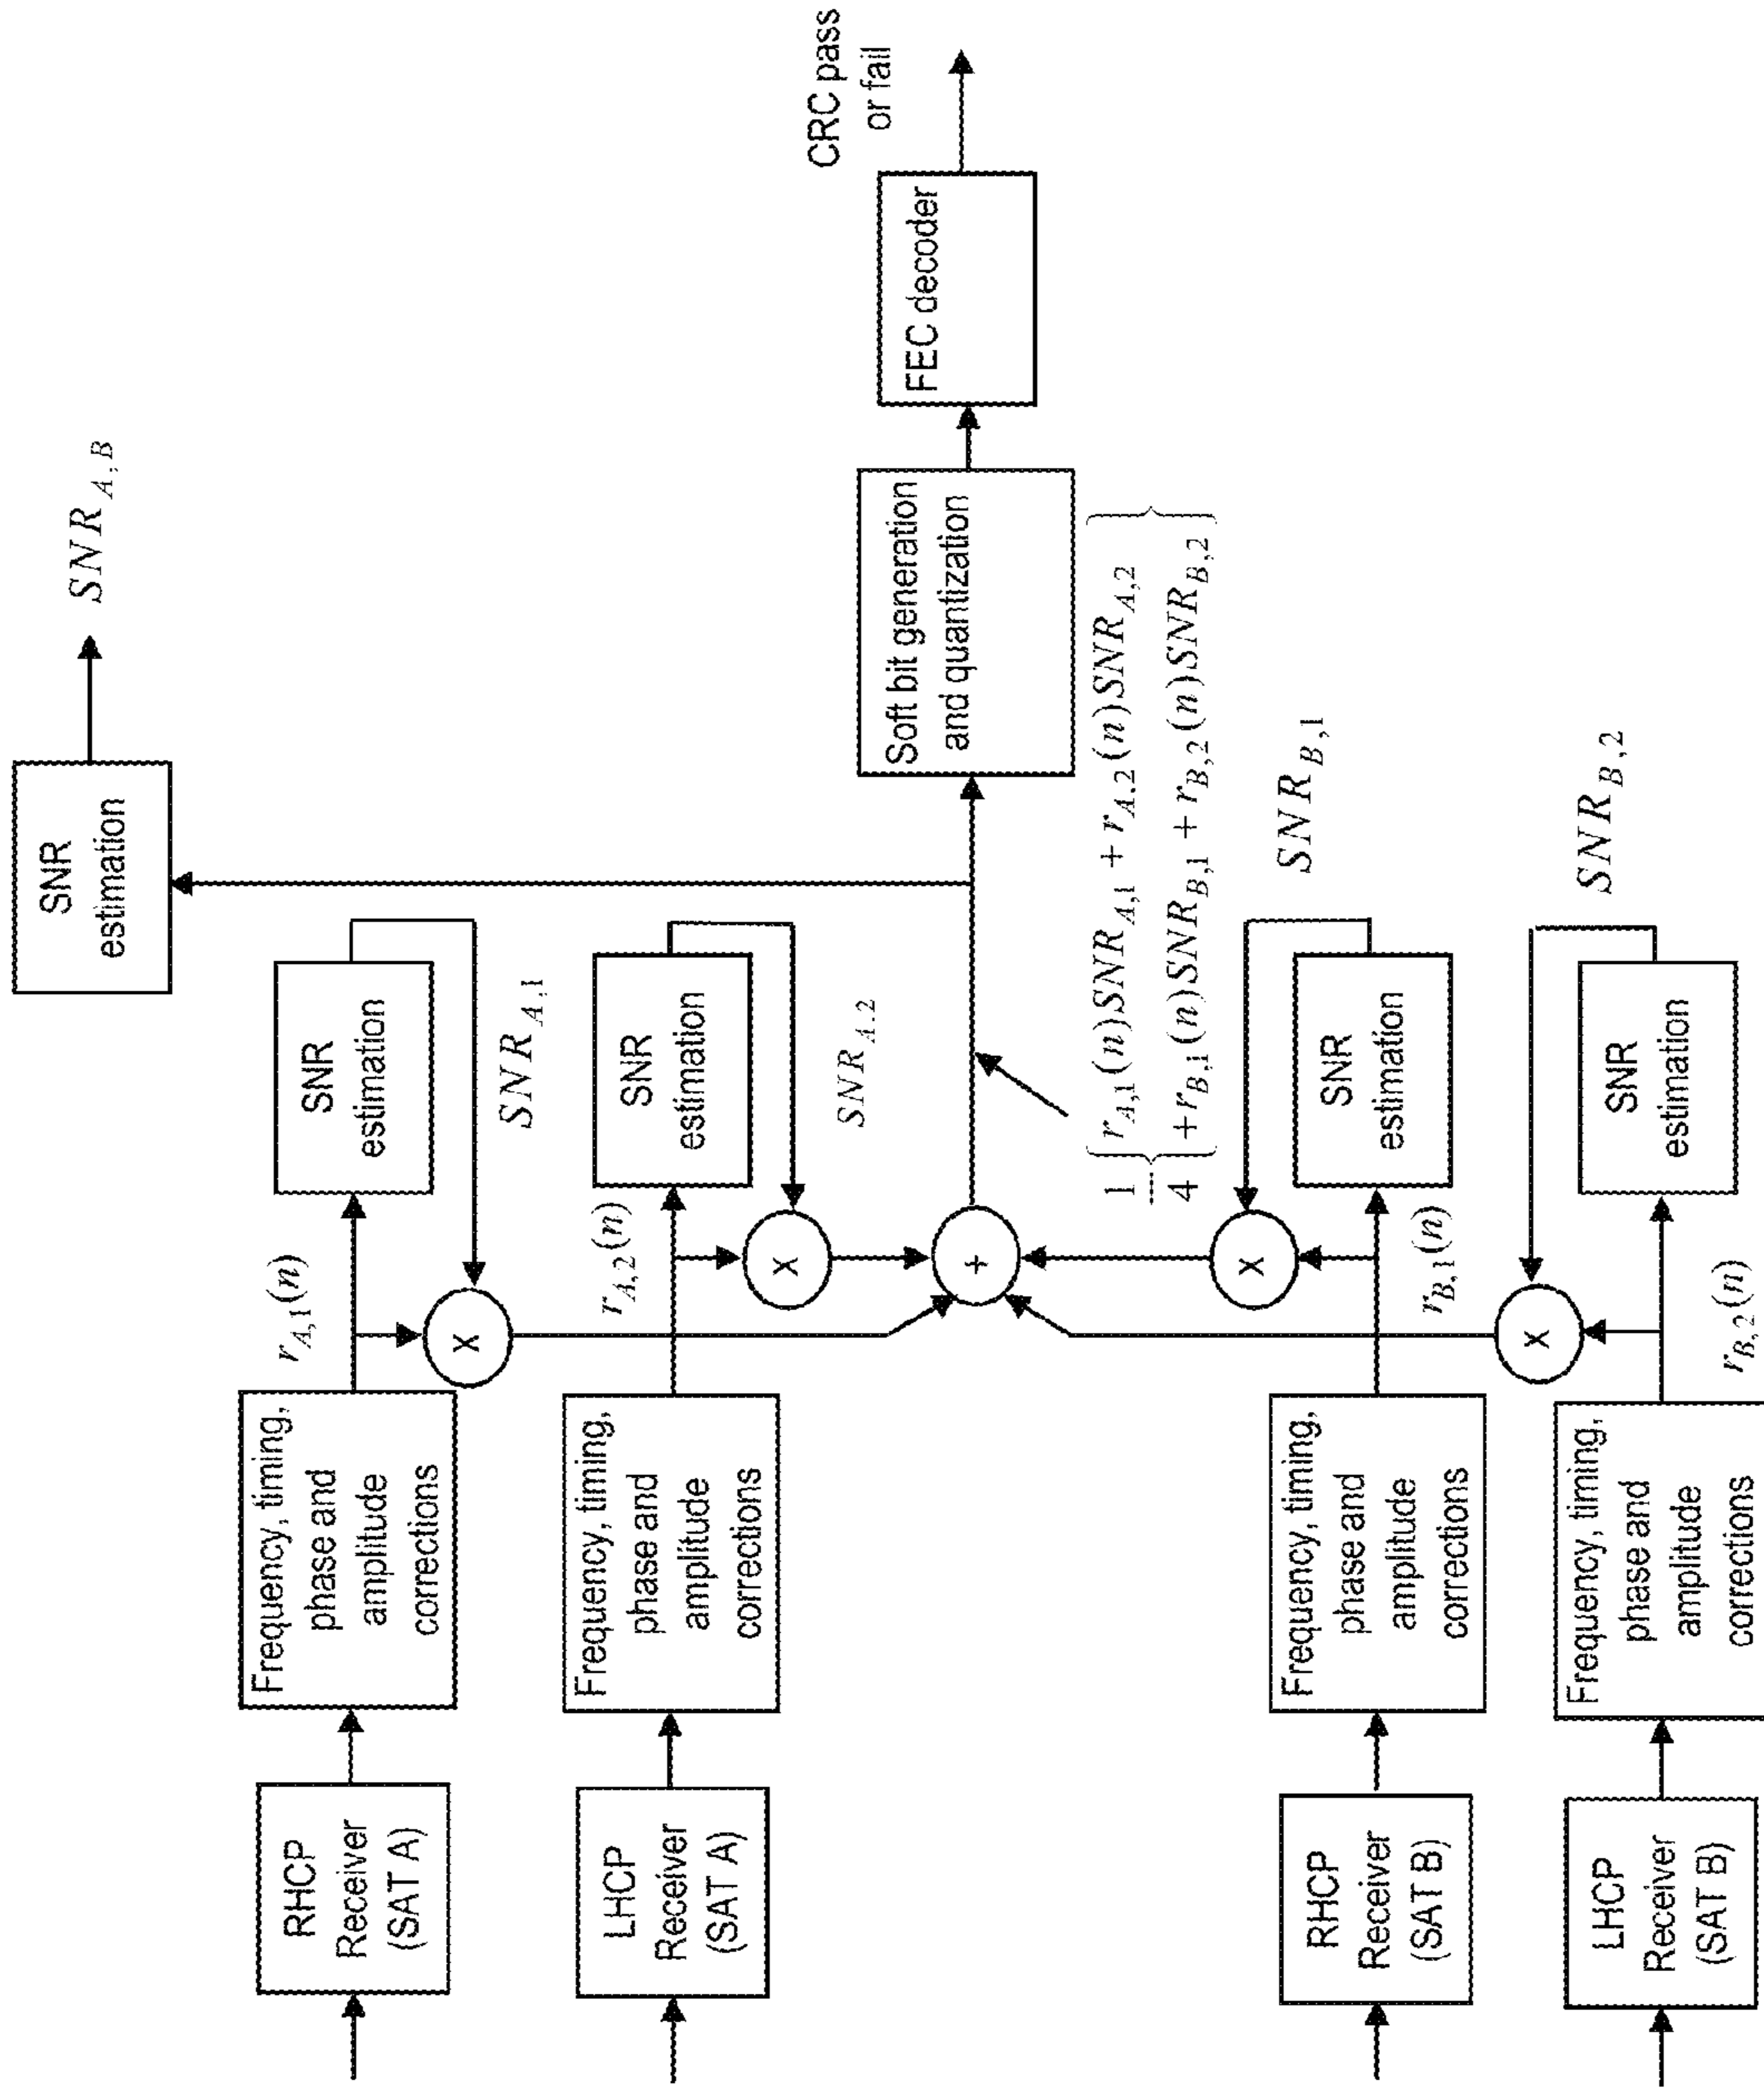 SNR
estimation
SNR_{A,B}
RHCP
Receiver
(SAT A)
Frequency, timing,
phase and
amplitude
corrections
r_{A,1}(n)
SNR
estimation
SNR_{A,1}
X
LHCP
Receiver
(SAT A)
Frequency, timing,
phase and
amplitude
corrections
r_{A,2}(n)
SNR
estimation
SNR_{A.2}
X
+
Soft bit generation
and quantization
FEC decoder
CRC pass
or fail
\frac{1}{4} { r_{A,1}(n)SNR_{A,1} + r_{A.2}(n)SNR_{A,2}
+r_{B,1}(n)SNR_{B,1} + r_{B,2}(n)SNR_{B,2} }
X
SNR_{B,1}
RHCP
Receiver
(SAT B)
Frequency, timing,
phase and
amplitude
corrections
r_{B,1}(n)
SNR
estimation
SNR_{B,2}
X
LHCP
Receiver
(SAT B)
Frequency, timing,
phase and
amplitude
corrections
r_{B,2}(n)
SNR
estimation